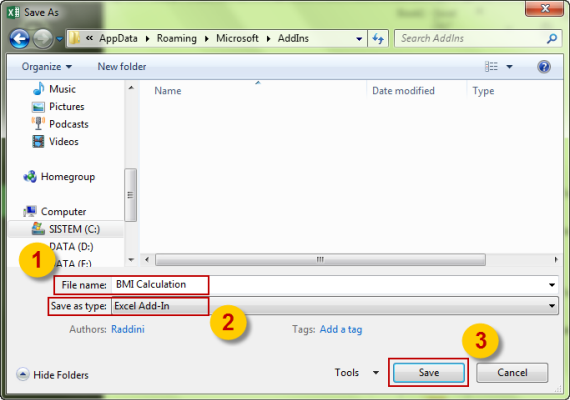 Save As
« AppData ▸ Roaming ▸ Microsoft ▸ AddIns
Search AddIns
Organize
New folder
Name
Date modified
Type
Music
Pictures
Podcasts
Videos
Homegroup
Computer
SISTEM (C:)
DATA (D:)
DATA (E:)
1
File name: BMI Calculation
Save as type: Excel Add-In
2
Authors: Raddini
Tags: Add a tag
3
Hide Folders
Tools
Save
Cancel